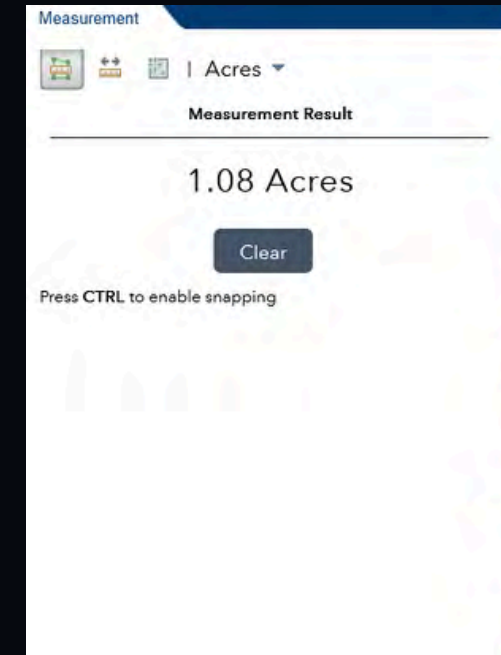 Measurement
| Acres
Measurement Result
1.08 Acres
Clear
Press CTRL to enable snapping